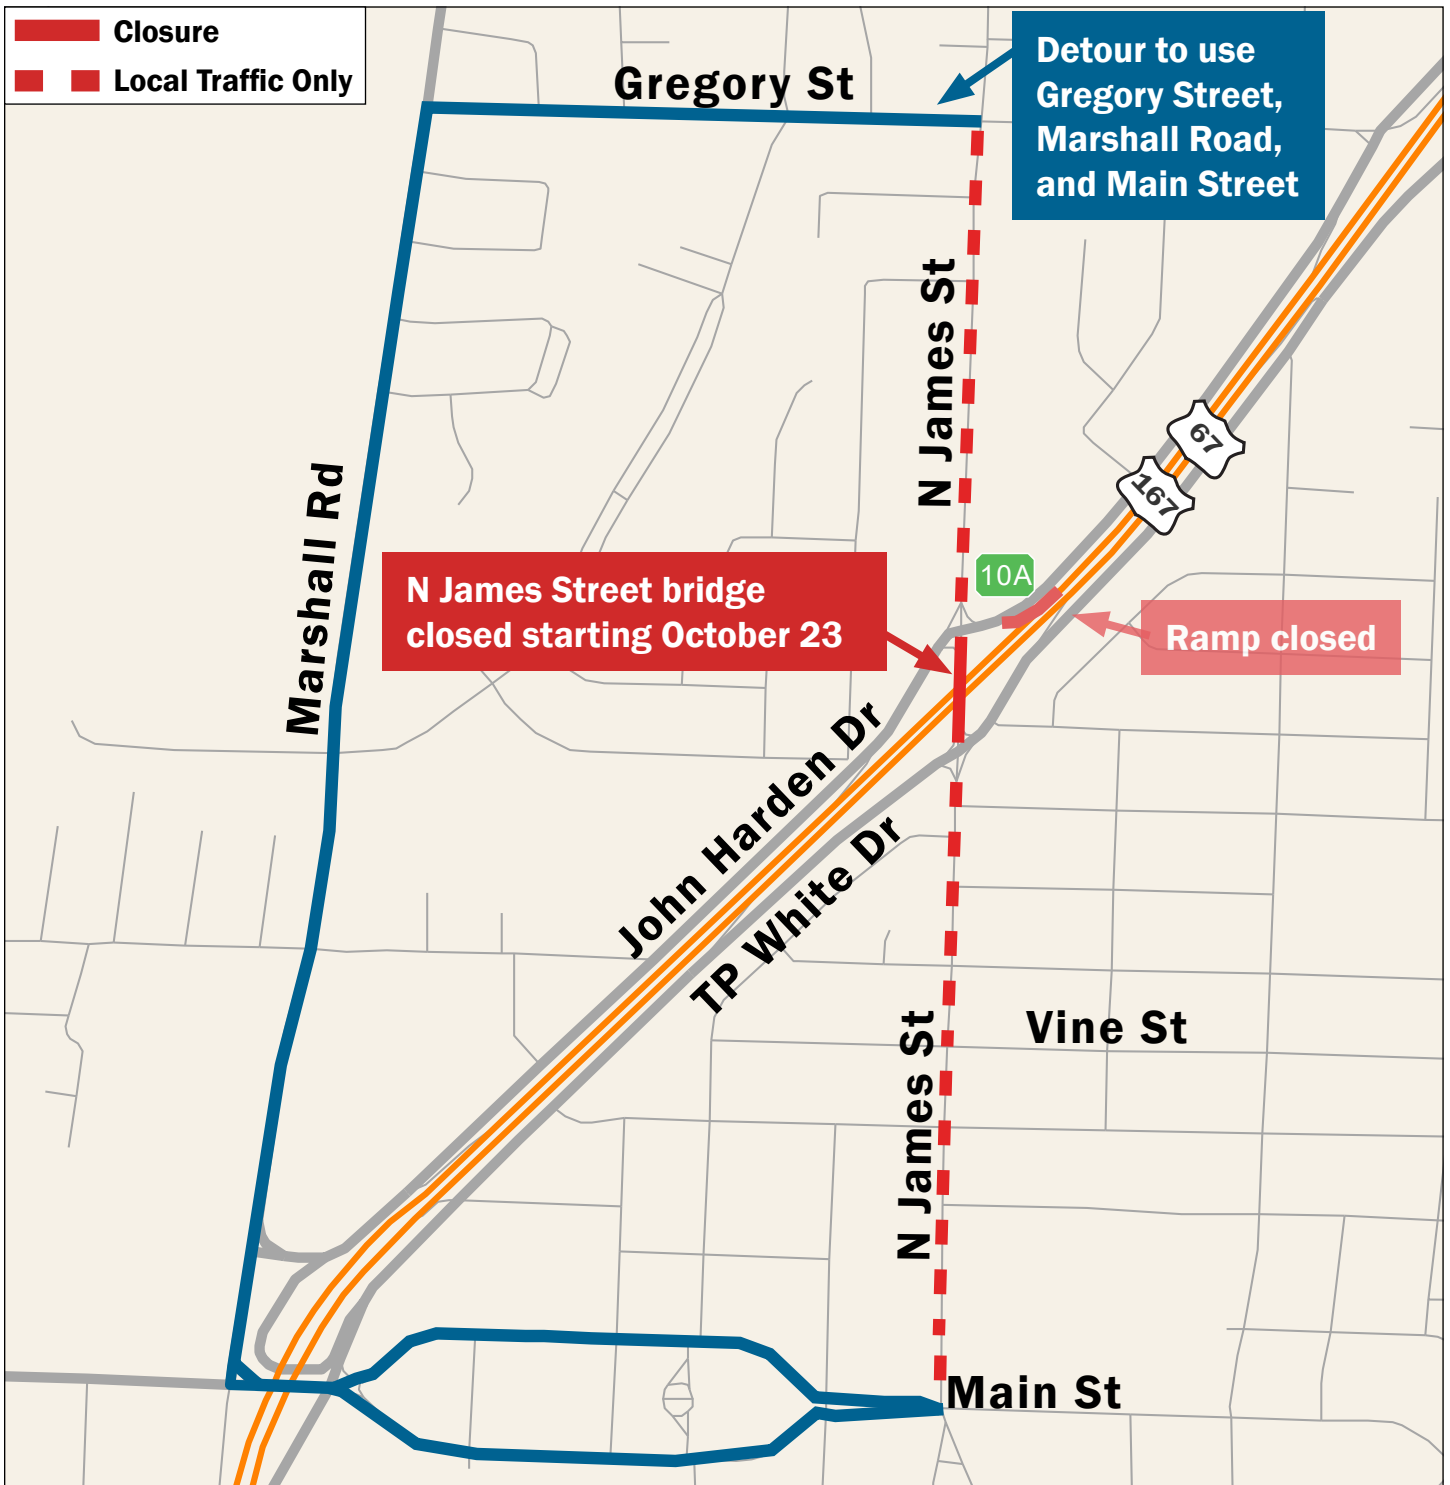 Closure
Local Traffic Only
Gregory St
Detour to use
Gregory Street,
Marshall Road,
and Main Street
N James St
67
167
Marshall Rd
N James Street bridge
closed starting October 23
10A
Ramp closed
John Harden Dr
TP White Dr
N James St
Vine St
Main St